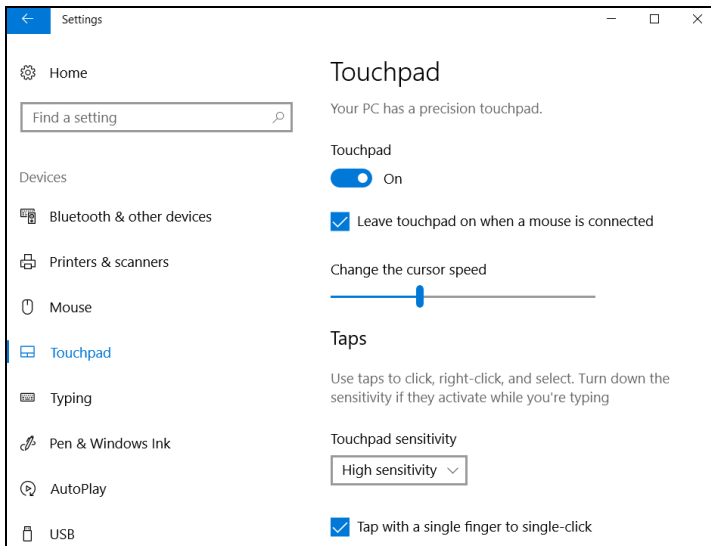 Settings
Home
Find a setting
Devices
Bluetooth & other devices
Printers & scanners
Mouse
Touchpad
Typing
Pen & Windows Ink
AutoPlay
USB
Touchpad
Your PC has a precision touchpad.
Touchpad
On
Leave touchpad on when a mouse is connected
Change the cursor speed
Taps
Use taps to click, right-click, and select. Turn down the
sensitivity if they activate while you're typing
Touchpad sensitivity
High sensitivity
Tap with a single finger to single-click